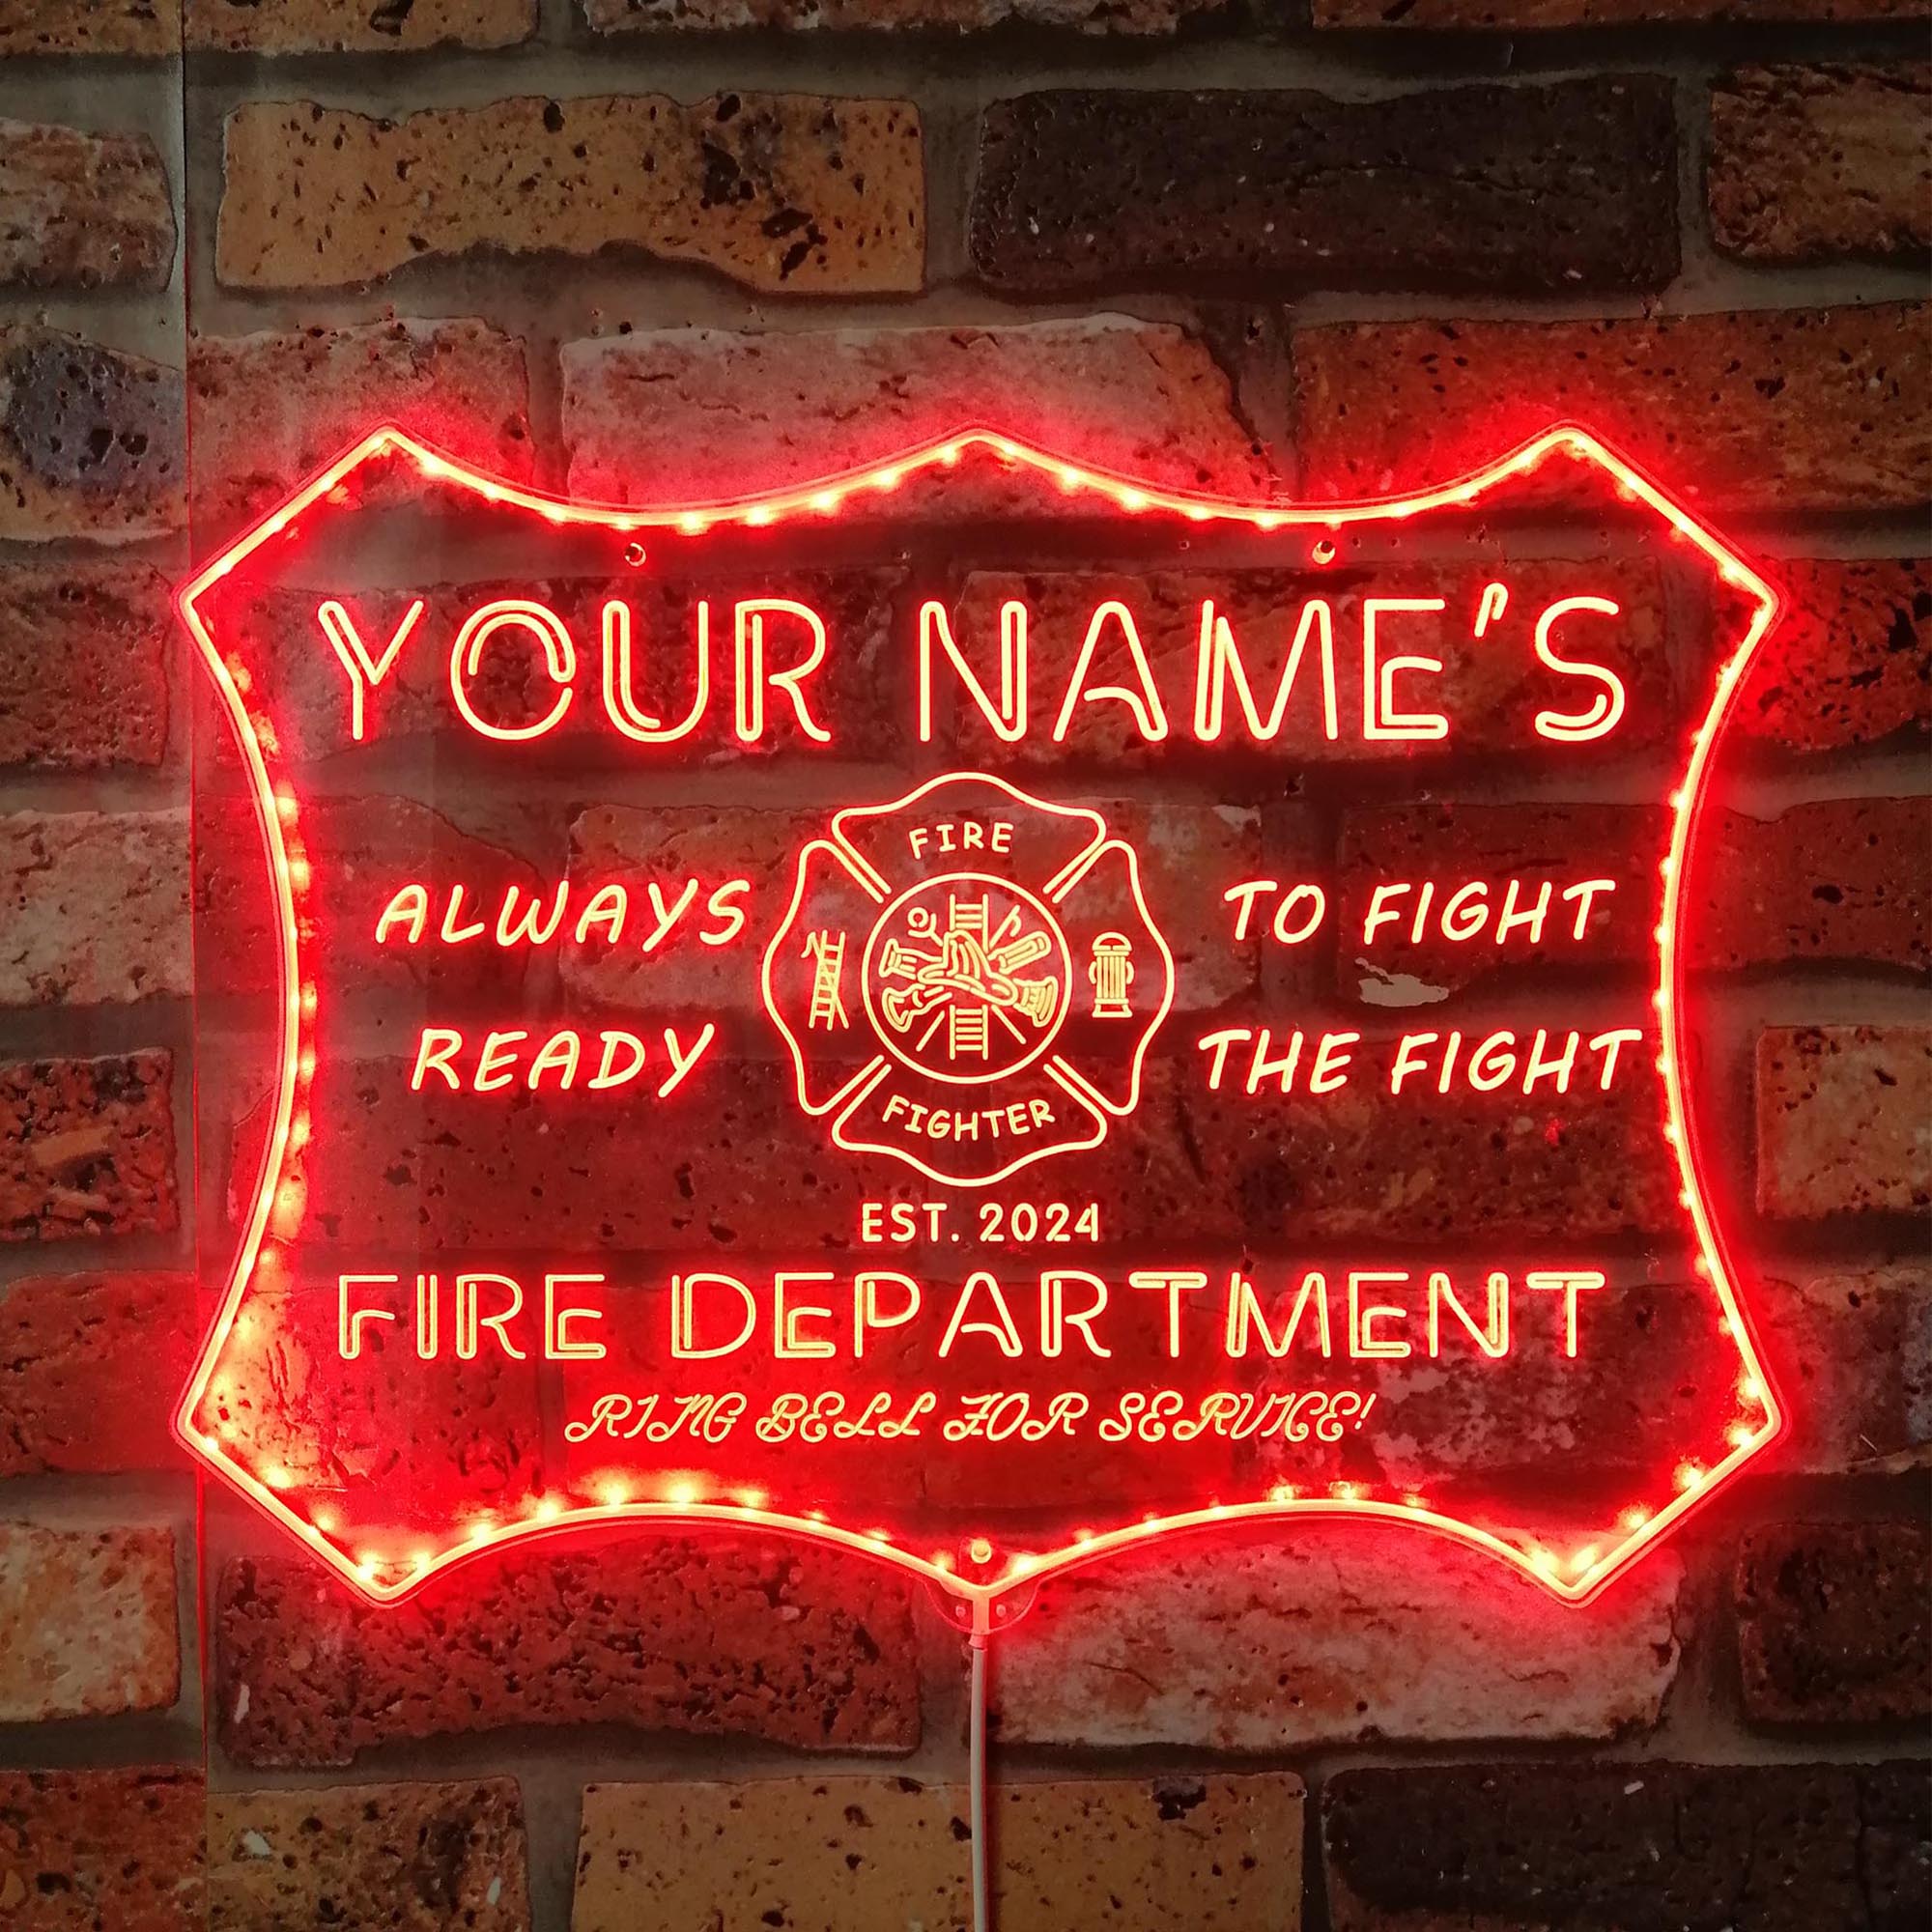 YOUR NAME'S
FIRE
ALWAYS TO FIGHT
READY THE FIGHT
FIGHTER
EST. 2024
FIRE DEPARTMENT
RING BELL FOR SERVICE!